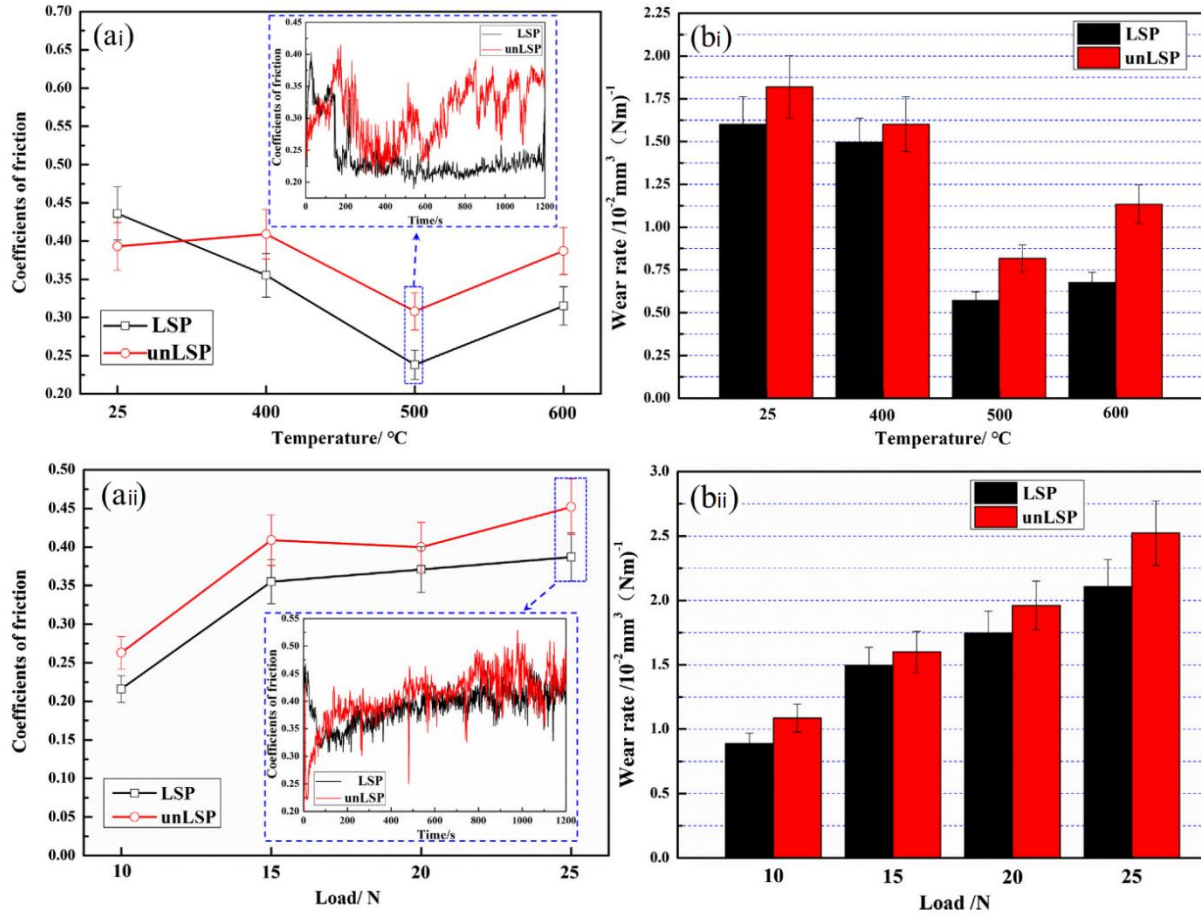 (ai)
Coefficients of friction
0.70
0.65
0.60
0.55
0.50
0.45
0.40
0.35
0.30
0.25
0.20
LSP
unLSP
25 400 500 600
Temperature/ °C
Coefficients of friction
0.45
0.40
0.35
0.30
0.25
0.20
LSP
unLSP
0 200 400 600 800 1000 1200
Time/s
(bi)
Wear rate /10⁻² mm³ (Nm)⁻¹
2.25
2.00
1.75
1.50
1.25
1.00
0.75
0.50
0.25
0.00
LSP
unLSP
25 400 500 600
Temperature/ °C
(aii)
Coefficients of friction
0.50
0.45
0.40
0.35
0.30
0.25
0.20
0.15
0.10
0.05
0.00
LSP
unLSP
10 15 20 25
Load/ N
Coefficients of friction
0.55
0.50
0.45
0.40
0.35
0.30
0.25
0.20
LSP
unLSP
0 200 400 600 800 1000 1200
Time/s
(bii)
Wear rate /10⁻² mm³ (Nm)⁻¹
3.0
2.5
2.0
1.5
1.0
0.5
0.0
LSP
unLSP
10 15 20 25
Load /N